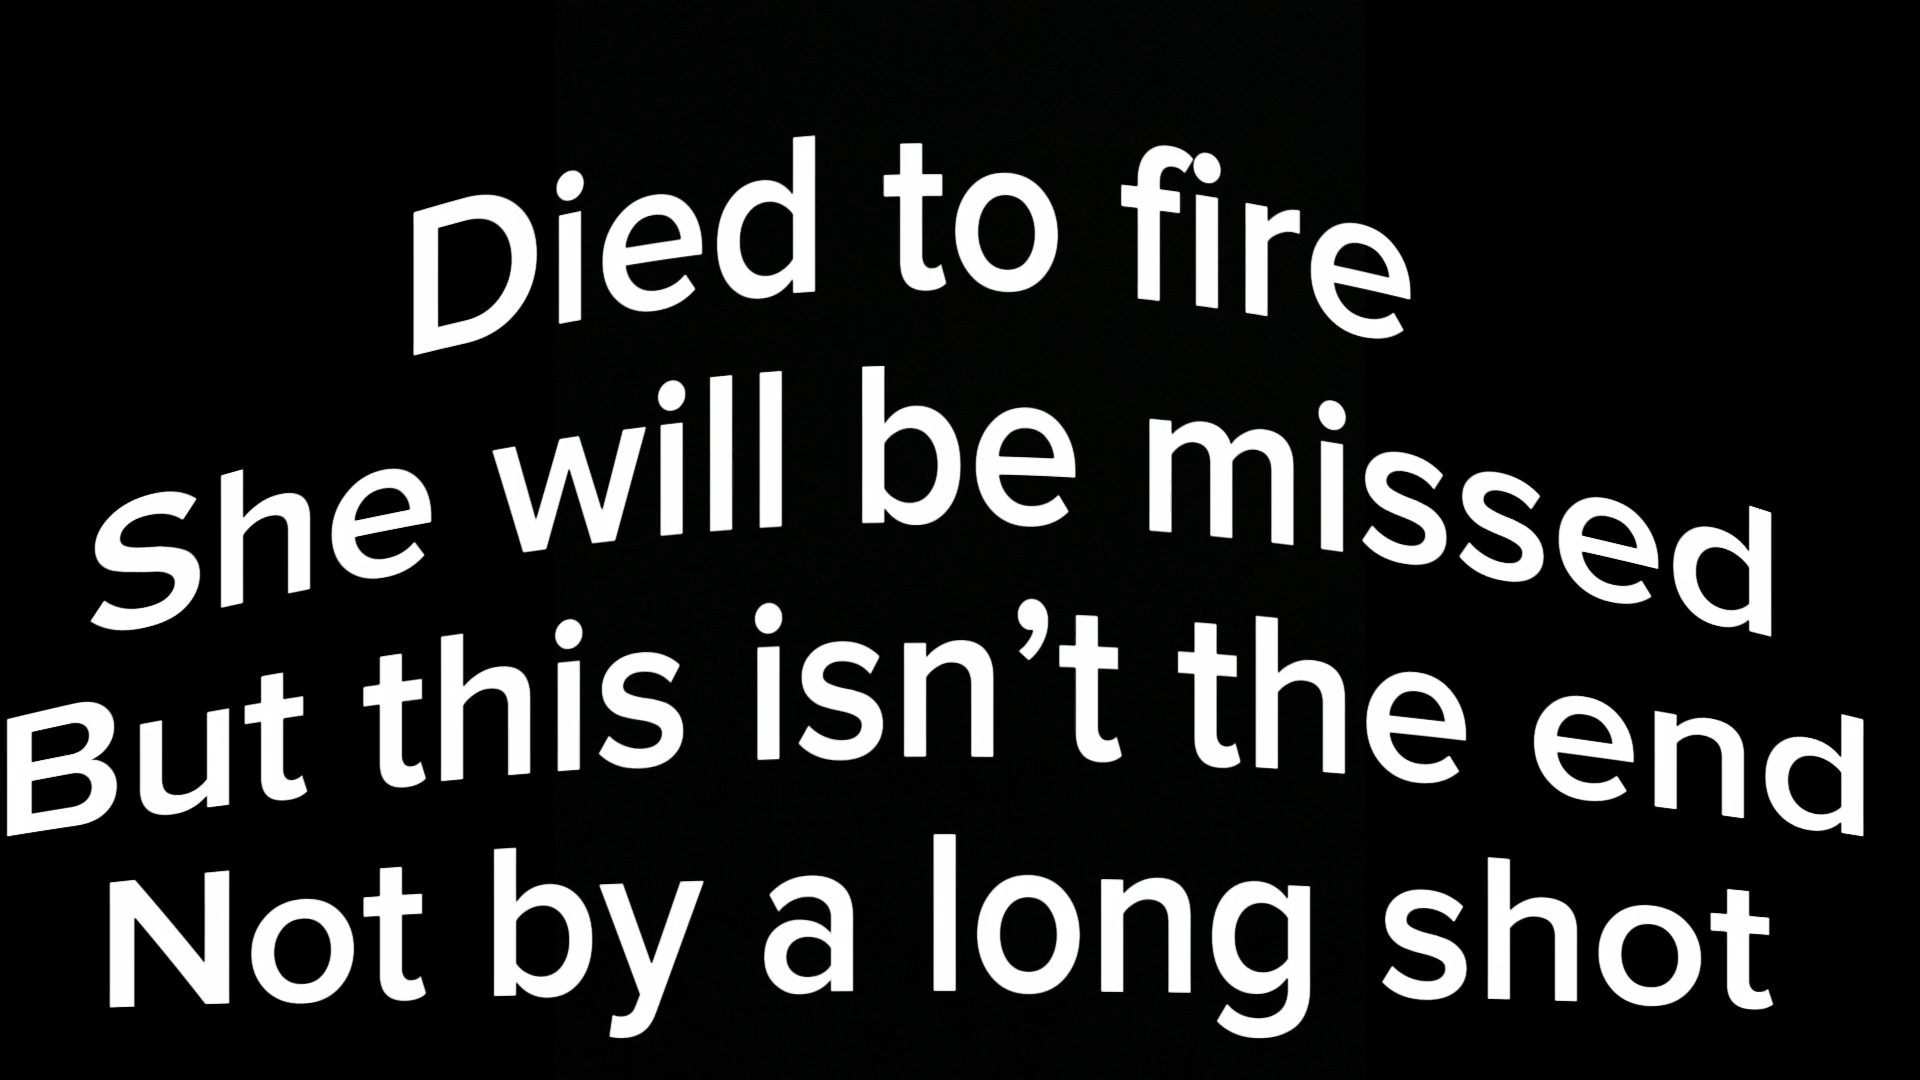 Died to fire
She will be missed
But this isn’t the end
Not by a long shot